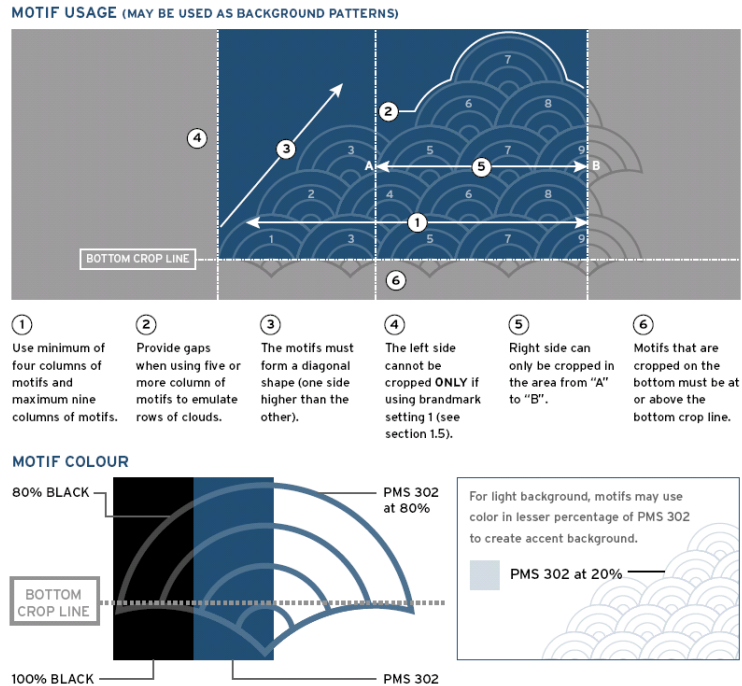 MOTIF USAGE (MAY BE USED AS BACKGROUND PATTERNS)
7
2
6
8
4
3
3
5
7
9
A
5
B
2
4
6
8
1
1
3
5
7
9
BOTTOM CROP LINE
6
1
Use minimum of
four columns of
motifs and
maximum nine
columns of motifs.
2
Provide gaps
when using five or
more column of
motifs to emulate
rows of clouds.
3
The motifs must
form a diagonal
shape (one side
higher than the
other).
4
The left side
cannot be
cropped ONLY if
using brandmark
setting 1 (see
section 1.5).
5
Right side can
only be cropped in
the area from “A”
to “B”.
6
Motifs that are
cropped on the
bottom must be at
or above the
bottom crop line.
MOTIF COLOUR
80% BLACK
PMS 302
at 80%
BOTTOM
CROP LINE
100% BLACK
PMS 302
For light background, motifs may use
color in lesser percentage of PMS 302
to create accent background.
PMS 302 at 20%